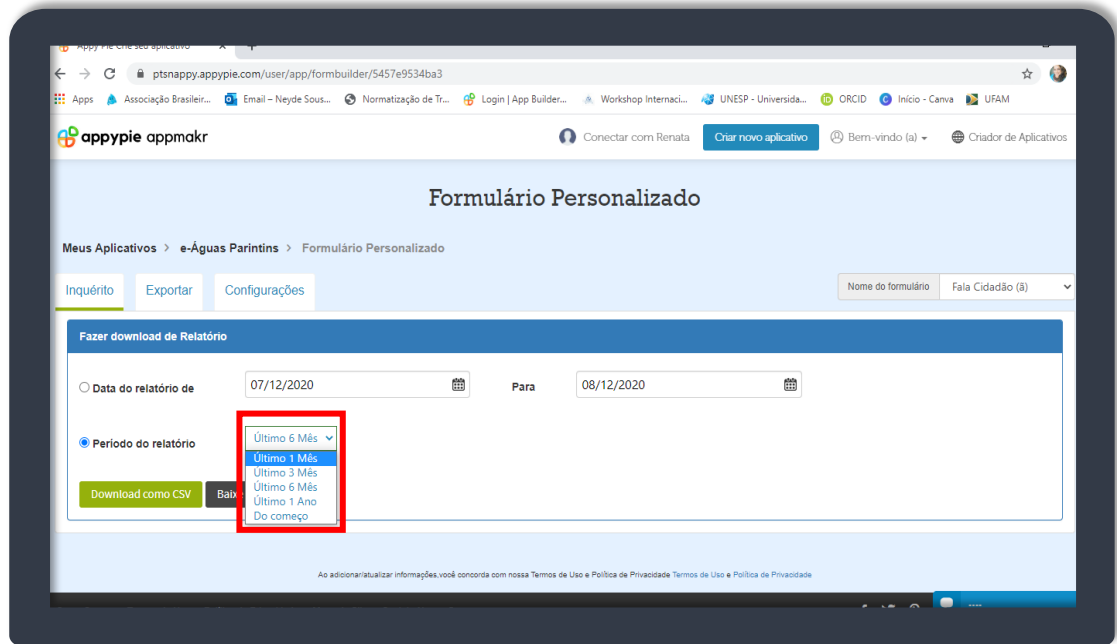 Appy Pie Crie seu aplicativo
ptsnappy.appypie.com/user/app/formbuilder/5457e9534ba3
Apps Associação Brasileir... Email – Neyde Sous... Normatização de Tr... Login | App Builder... Workshop Internaci... UNESP - Universida... ORCID Início - Canva UFAM
appypie appmakr Conectar com Renata Criar novo aplicativo Bem-vindo (a) Criador de Aplicativos
Formulário Personalizado
Meus Aplicativos > e-Águas Parintins > Formulário Personalizado
Inquérito Exportar Configurações Nome do formulário Fala Cidadão (ã)
Fazer download de Relatório
Data do relatório de 07/12/2020 Para 08/12/2020
Período do relatório Último 6 Mês
Último 1 Mês
Último 3 Mês
Último 6 Mês
Último 1 Ano
Do começo
Download como CSV
Ao adicionar/atualizar informações,você concorda com nossa Termos de Uso e Política de Privacidade Termos de Uso e Política de Privacidade